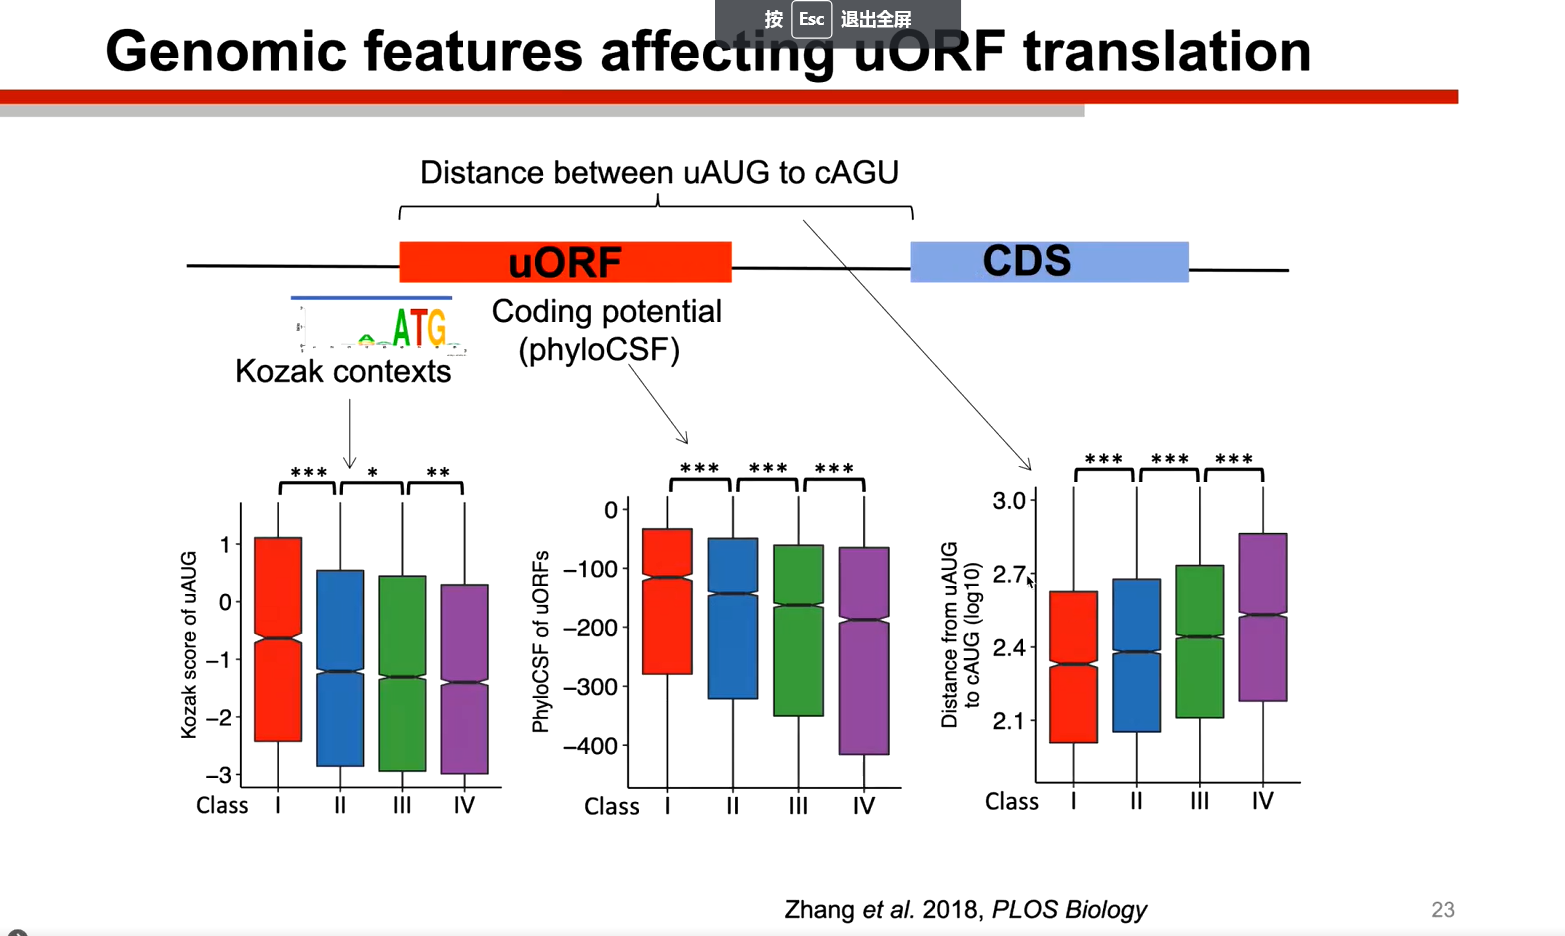 按 Esc 退出全屏
Genomic features affecting uORF translation
Distance between uAUG to cAGU
uORF
CDS
ATG
Kozak contexts
Coding potential
(phyloCSF)
*** * **
Kozak score of uAUG
1
0
−1
−2
−3
Class I II III IV
*** *** ***
PhyloCSF of uORFs
0
−100
−200
−300
−400
Class I II III IV
*** *** ***
Distance from uAUG
to cAUG (log10)
3.0
2.7
2.4
2.1
Class I II III IV
Zhang et al. 2018, PLOS Biology
23